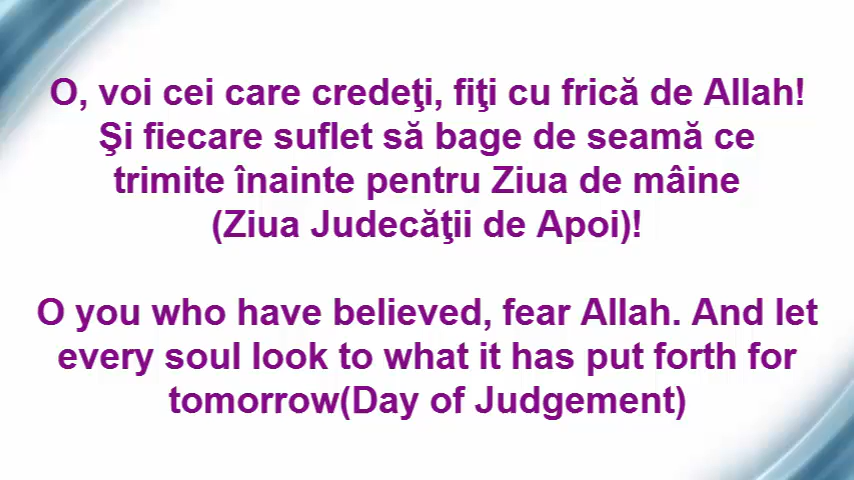 O, voi cei care credeţi, fiţi cu frică de Allah!
Şi fiecare suflet să bage de seamă ce
trimite înainte pentru Ziua de mâine
(Ziua Judecăţii de Apoi)!
O you who have believed, fear Allah. And let
every soul look to what it has put forth for
tomorrow(Day of Judgement)